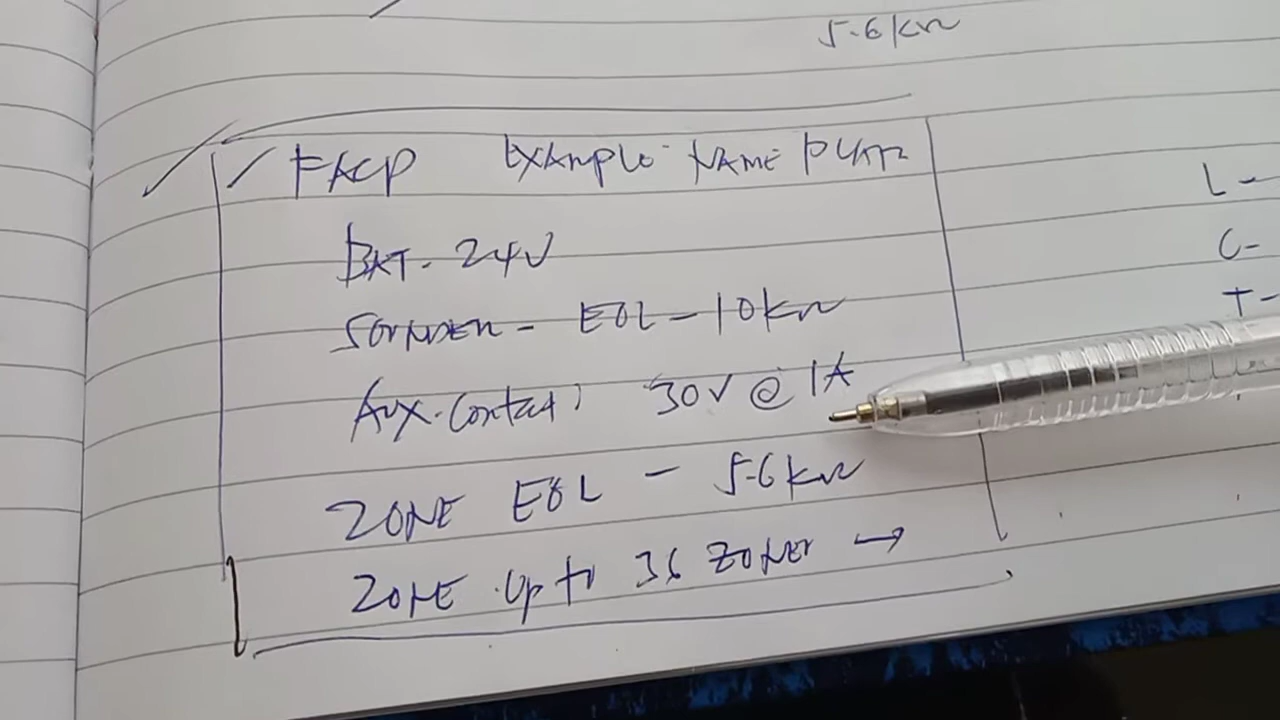 5.6kΩ
FACP EXAMPLE NAME PLATE
BAT. 24V
SOUNDER - EOL - 10kΩ
Aux. Contact 30V @ 1A
ZONE EOL - 5.6kΩ
ZONE up to 36 ZONES →
L -
C -
T -